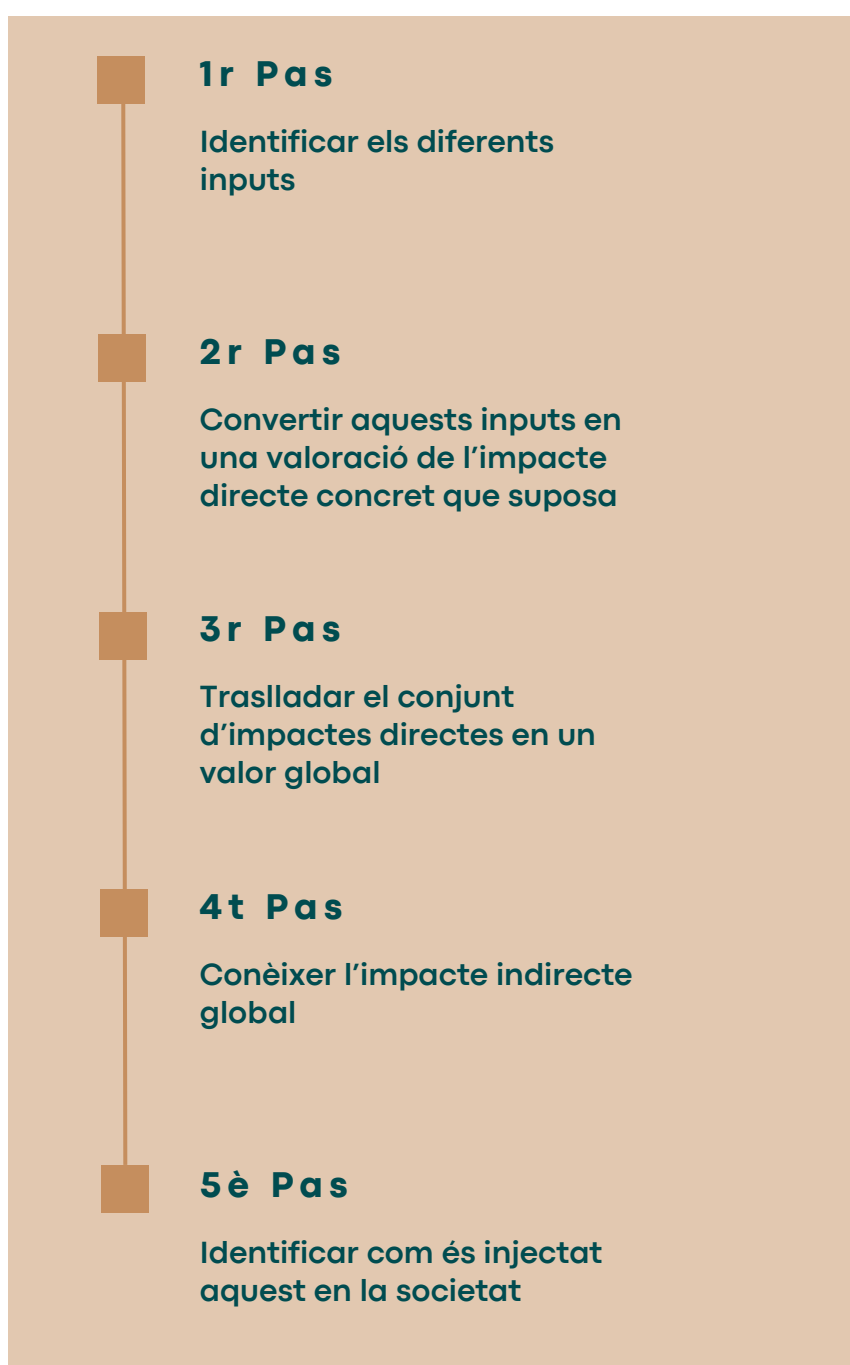 1r Pas
Identificar els diferents
inputs
2r Pas
Convertir aquests inputs en
una valoració de l’impacte
directe concret que suposa
3r Pas
Traslladar el conjunt
d’impactes directes en un
valor global
4t Pas
Conèixer l’impacte indirecte
global
5è Pas
Identificar com és injectat
aquest en la societat